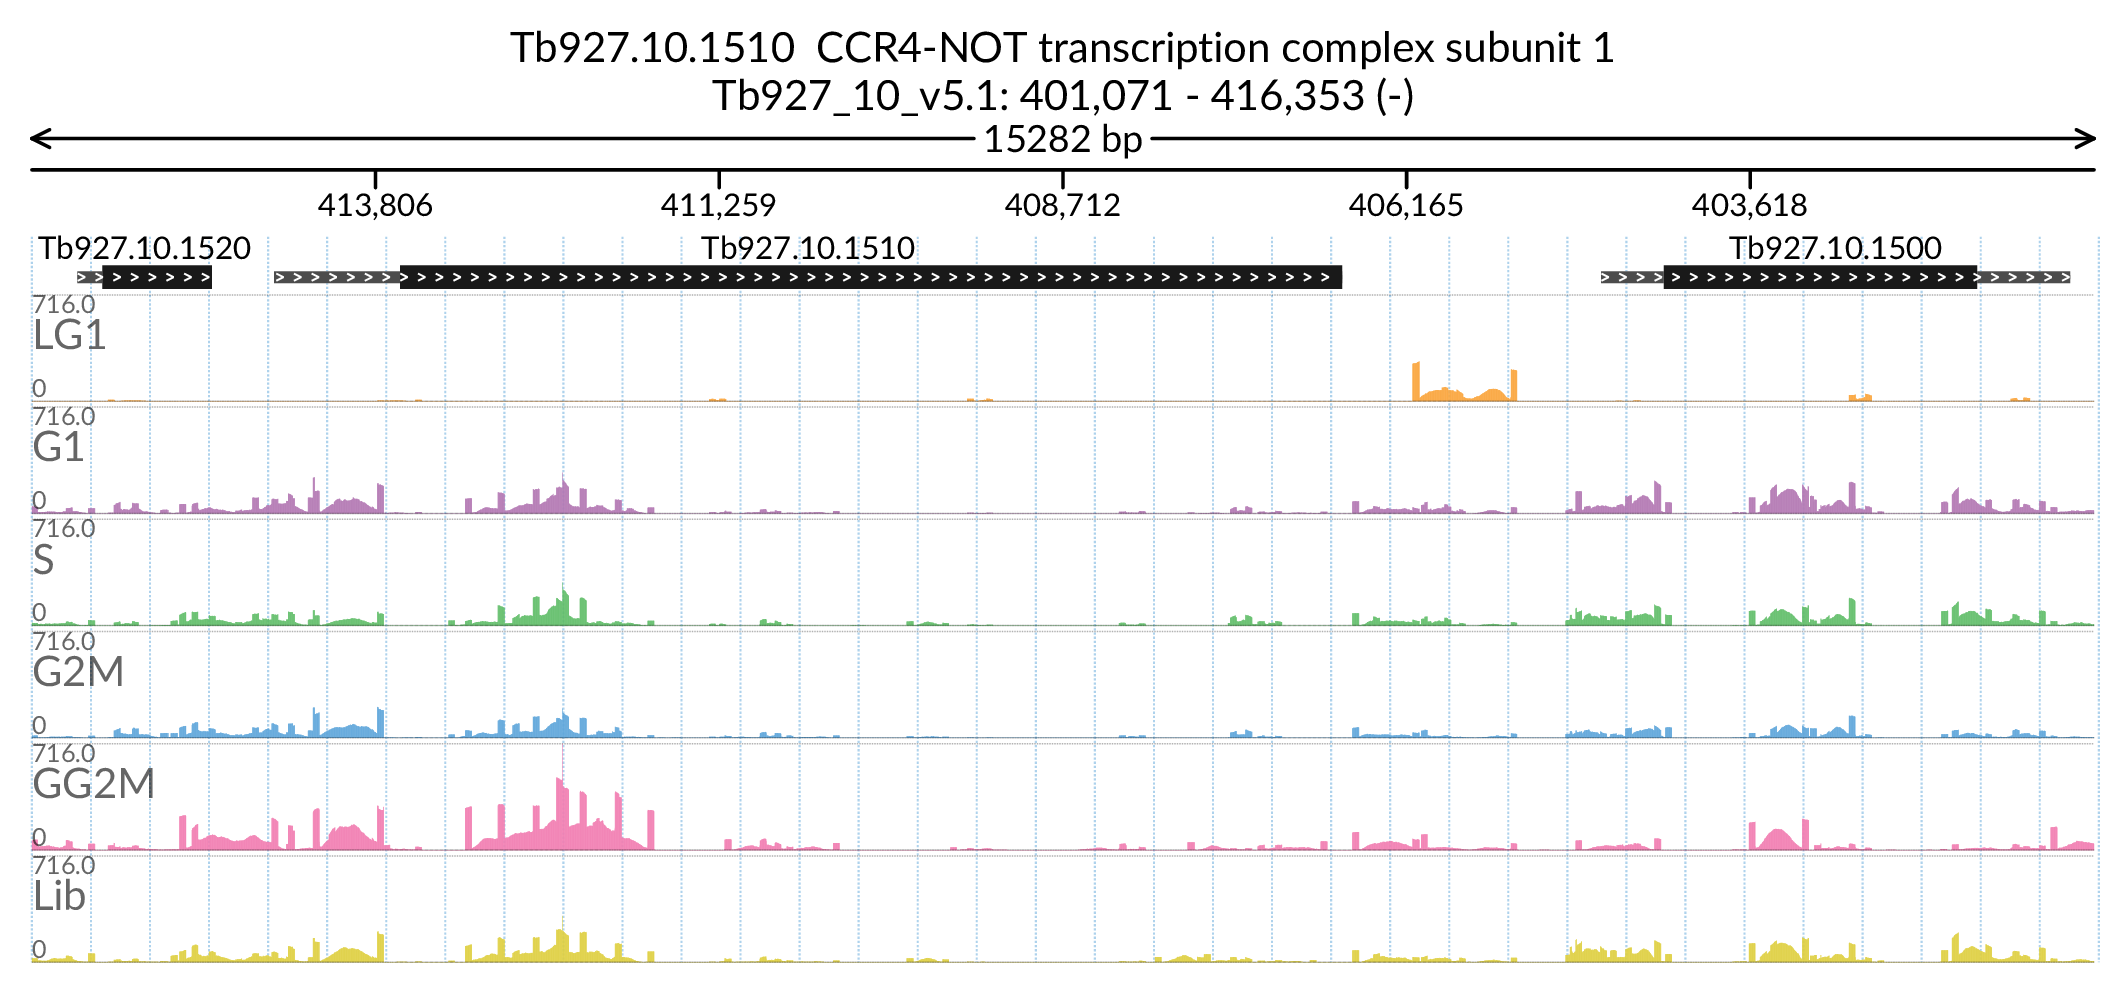 Tb927.10.1510  CCR4-NOT transcription complex subunit 1
Tb927_10_v5.1: 401,071 - 416,353 (-)
15282 bp
413,806 411,259 408,712 406,165 403,618
Tb927.10.1520 Tb927.10.1510 Tb927.10.1500
716.0
LG1
0
716.0
G1
0
716.0
S
0
716.0
G2M
0
716.0
GG2M
0
716.0
Lib
0